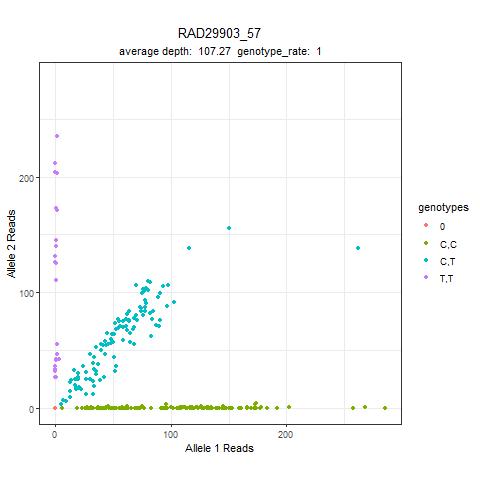 RAD29903_57
average depth: 107.27 genotype_rate: 1
Allele 2 Reads
200
100
0
0
100
200
Allele 1 Reads
genotypes
0
C,C
C,T
T,T